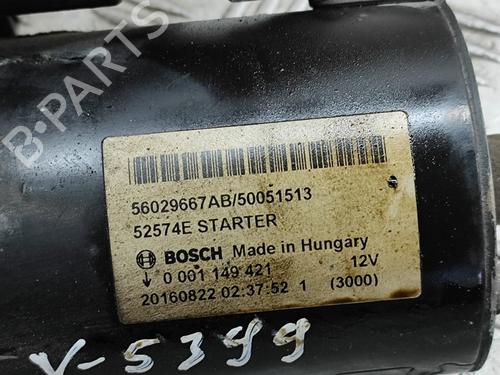 B-PARTS
56029667AB/50051513
52574E STARTER
BOSCH Made in Hungary
0 001 149 421 12V
20160822 02:37:52 1 (3000)
V-5399